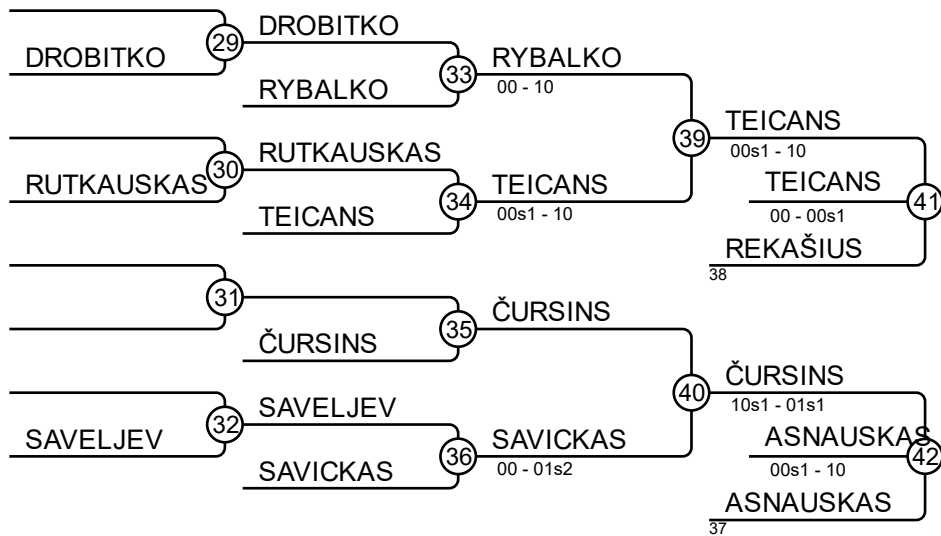 DROBITKO
29
DROBITKO
33
RYBALKO
RYBALKO
00 - 10
39
TEICANS
00s1 - 10
RUTKAUSKAS
30
RUTKAUSKAS
34
TEICANS
TEICANS
00s1 - 10
TEICANS
00 - 00s1
41
REKAŠIUS
38
31
35
ČURSINS
ČURSINS
40
ČURSINS
10s1 - 01s1
SAVELJEV
32
SAVELJEV
36
SAVICKAS
SAVICKAS
00 - 01s2
ASNAUSKAS
00s1 - 10
42
ASNAUSKAS
37